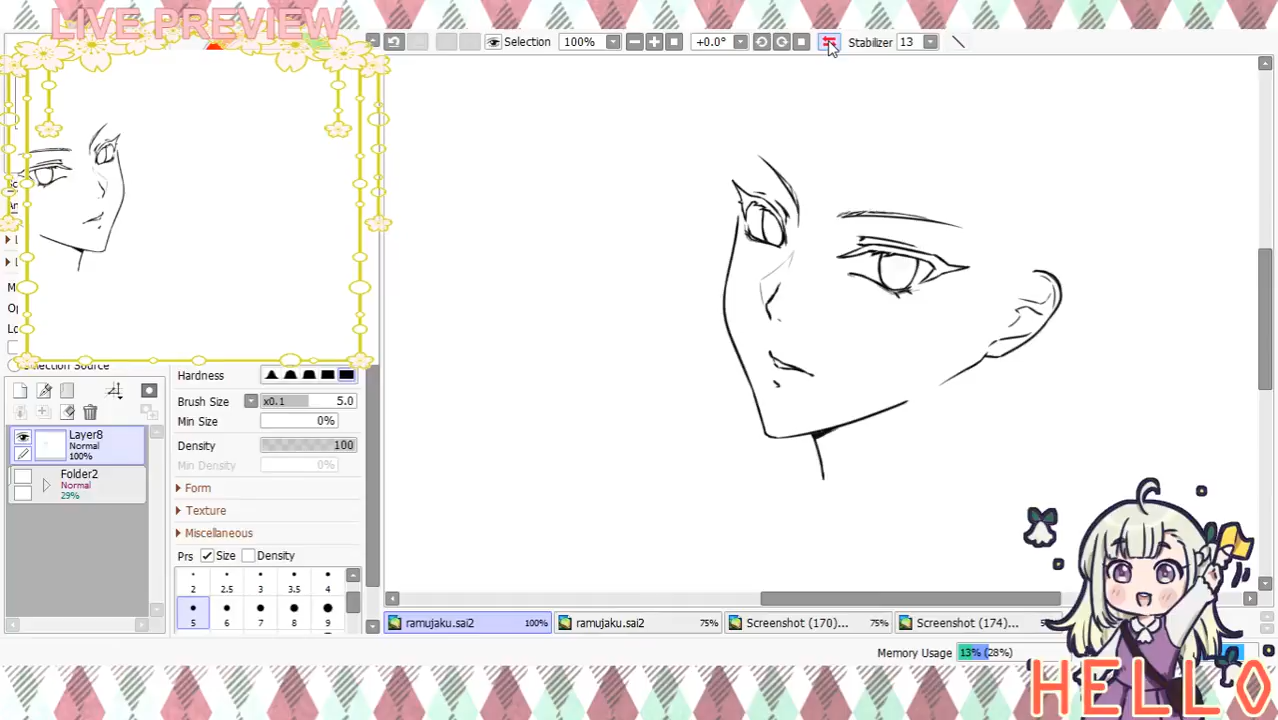 LIVE PREVIEW
Selection 100% +0.0° Stabilizer 13
Selection Source
Hardness
Brush Size x0.1 5.0
Min Size 0%
Density 100
Min Density 0%
Form
Texture
Miscellaneous
Prs Size Density
2 2.5 3 3.5 4
5 6 7 8 9
Layer8
Normal
100%
Folder2
Normal
29%
ramujaku.sai2 100%
ramujaku.sai2 75%
Screenshot (170)... 75%
Screenshot (174)...
Memory Usage 13% (28%)
HELLO